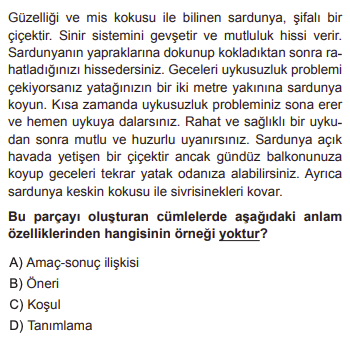 Güzelliği ve mis kokusu ile bilinen sardunya, şifalı bir
çiçektir. Sinir sistemini gevşetir ve mutluluk hissi verir.
Sardunyanın yapraklarına dokunup kokladıktan sonra ra-
hatladığınızı hissedersiniz. Geceleri uykusuzluk problemi
çekiyorsanız yatağınızın bir iki metre yakınına sardunya
koyun. Kısa zamanda uykusuzluk probleminiz sona erer
ve hemen uykuya dalarsınız. Rahat ve sağlıklı bir uyku-
dan sonra mutlu ve huzurlu uyanırsınız. Sardunya açık
havada yetişen bir çiçektir ancak gündüz balkonunuza
koyup geceleri tekrar yatak odanıza alabilirsiniz. Ayrıca
sardunya keskin kokusu ile sivrisinekleri kovar.
Bu parçayı oluşturan cümlelerde aşağıdaki anlam
özelliklerinden hangisinin örneği yoktur?
A) Amaç-sonuç ilişkisi
B) Öneri
C) Koşul
D) Tanımlama